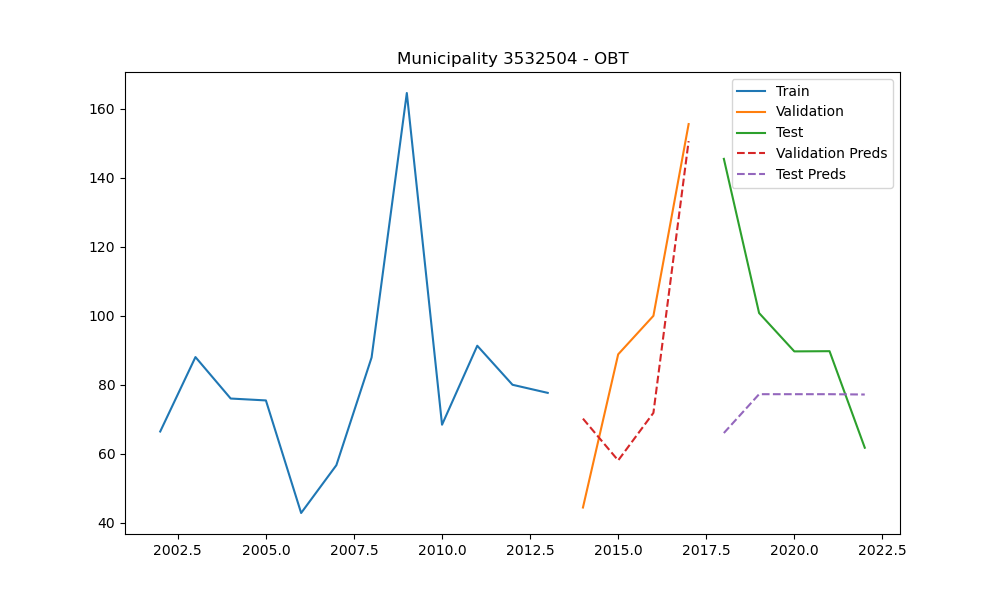 Municipality 3532504 - OBT
Train
Validation
Test
Validation Preds
Test Preds
160
140
120
100
80
60
40
2002.5 2005.0 2007.5 2010.0 2012.5 2015.0 2017.5 2020.0 2022.5